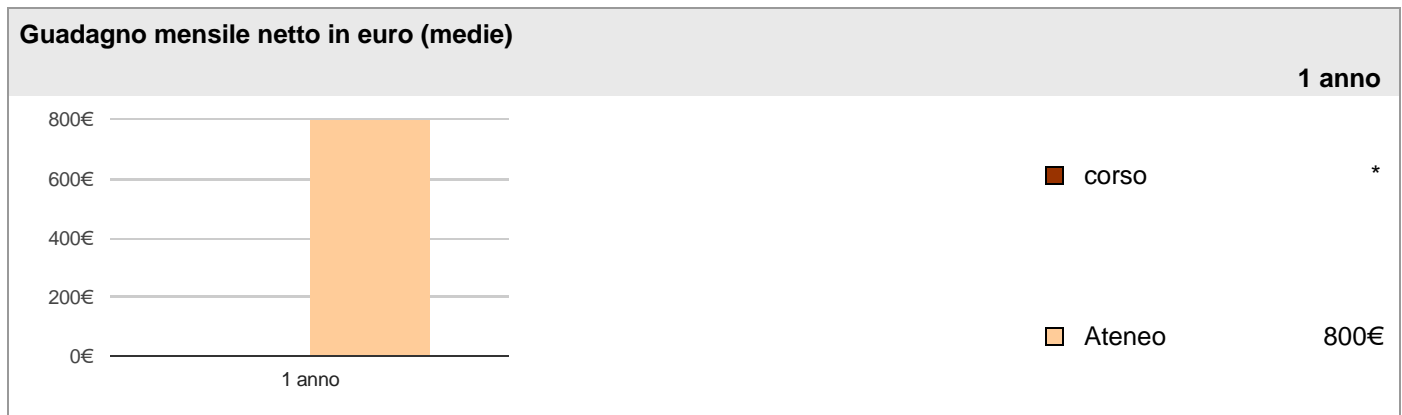 Guadagno mensile netto in euro (medie)
1 anno
800€
600€
400€
200€
0€
1 anno
corso *
Ateneo 800€